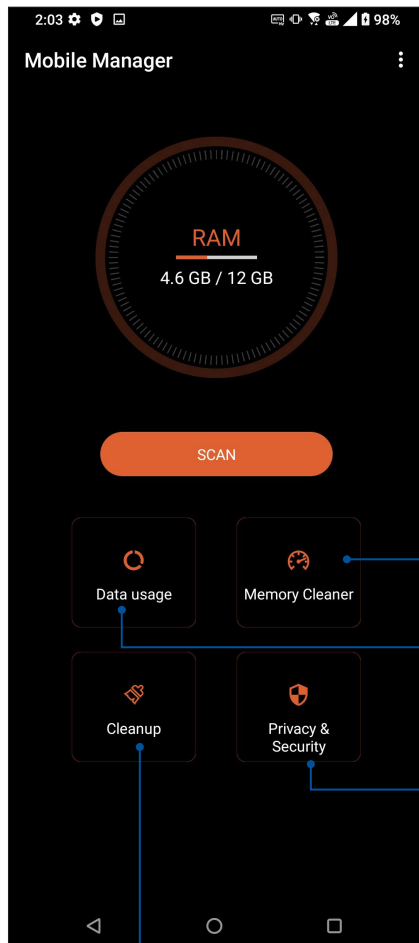 2:03 98%
Mobile Manager
RAM
4.6 GB / 12 GB
SCAN
Data usage
Memory Cleaner
Cleanup
Privacy &
Security